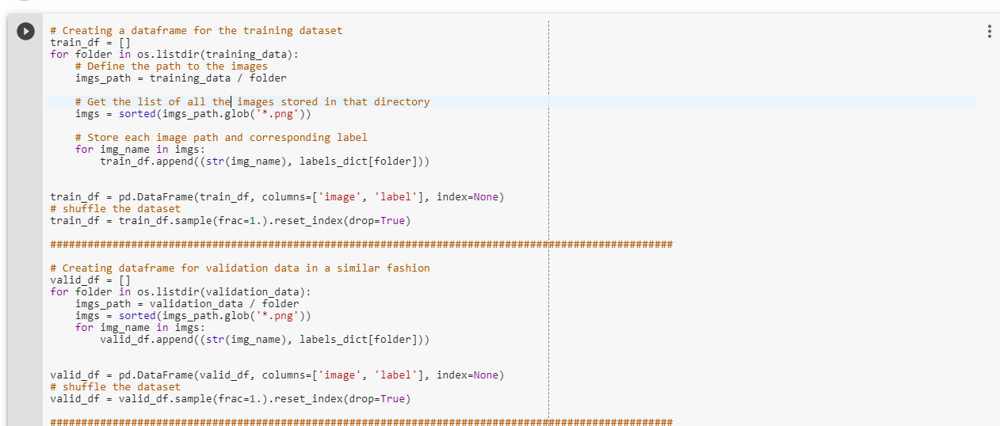 # Creating a dataframe for the training dataset
train_df = []
for folder in os.listdir(training_data):
    # Define the path to the images
    imgs_path = training_data / folder

    # Get the list of all the images stored in that directory
    imgs = sorted(imgs_path.glob('*.png'))

    # Store each image path and corresponding label
    for img_name in imgs:
        train_df.append((str(img_name), labels_dict[folder]))


train_df = pd.DataFrame(train_df, columns=['image', 'label'], index=None)
# shuffle the dataset
train_df = train_df.sample(frac=1.).reset_index(drop=True)

####################################################################################################

# Creating dataframe for validation data in a similar fashion
valid_df = []
for folder in os.listdir(validation_data):
    imgs_path = validation_data / folder
    imgs = sorted(imgs_path.glob('*.png'))
    for img_name in imgs:
        valid_df.append((str(img_name), labels_dict[folder]))


valid_df = pd.DataFrame(valid_df, columns=['image', 'label'], index=None)
# shuffle the dataset
valid_df = valid_df.sample(frac=1.).reset_index(drop=True)

####################################################################################################